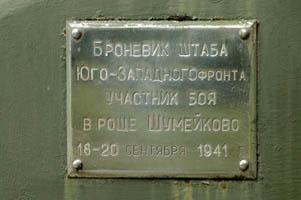 Броневик штаба
Юго-Западного фронта
участник боя
в роще Шумейково
18-20 сентября 1941 г